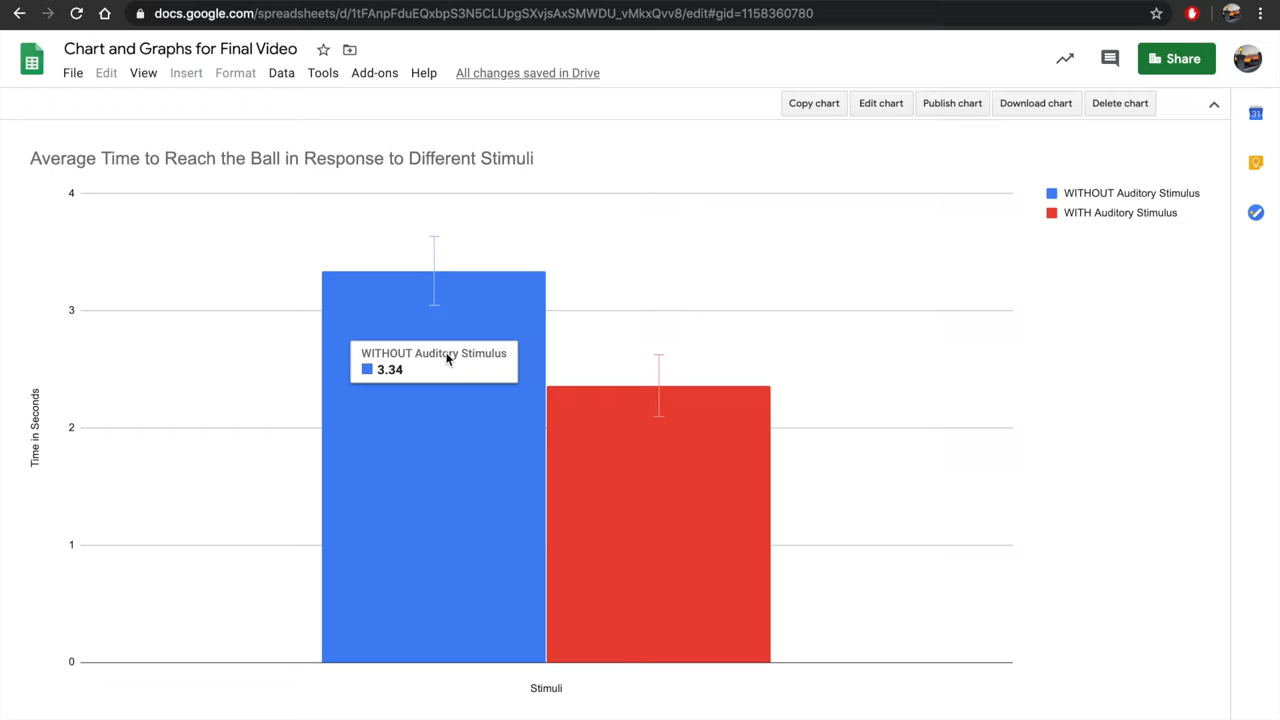 docs.google.com/spreadsheets/d/1tFAnpFduEQxbpS3N5CLUpgSXvjsAxSMWDU_vMkxQvv8/edit#gid=1158360780
Chart and Graphs for Final Video
File Edit View Insert Format Data Tools Add-ons Help All changes saved in Drive
Share
Copy chart Edit chart Publish chart Download chart Delete chart
31
Average Time to Reach the Ball in Response to Different Stimuli
4
WITHOUT Auditory Stimulus
WITH Auditory Stimulus
3
WITHOUT Auditory Stimulus
3.34
Time in Seconds
2
1
0
Stimuli